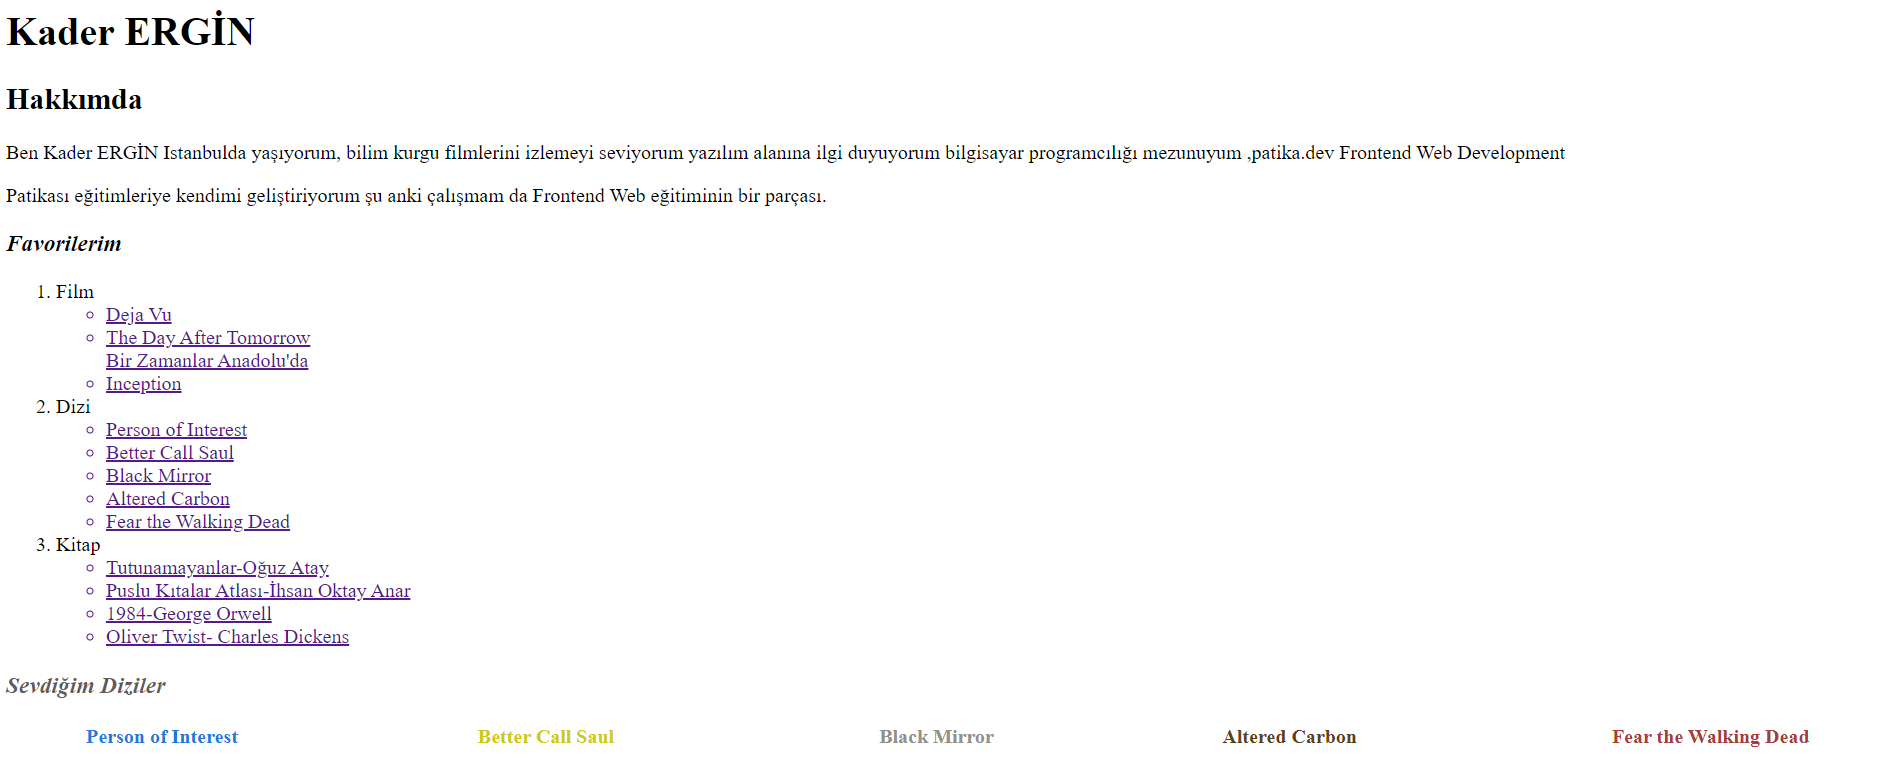 Kader ERGİN
Hakkımda
Ben Kader ERGİN Istanbulda yaşıyorum, bilim kurgu filmlerini izlemeyi seviyorum yazılım alanına ilgi duyuyorum bilgisayar programcılığı mezunuyum ,patika.dev Frontend Web Development
Patikası eğitimleriye kendimi geliştiriyorum şu anki çalışmam da Frontend Web eğitiminin bir parçası.
Favorilerim
1. Film
Deja Vu
The Day After Tomorrow
Bir Zamanlar Anadolu'da
Inception
2. Dizi
Person of Interest
Better Call Saul
Black Mirror
Altered Carbon
Fear the Walking Dead
3. Kitap
Tutunamayanlar-Oğuz Atay
Puslu Kıtalar Atlası-İhsan Oktay Anar
1984-George Orwell
Oliver Twist- Charles Dickens
Sevdiğim Diziler
Person of Interest Better Call Saul Black Mirror Altered Carbon Fear the Walking Dead